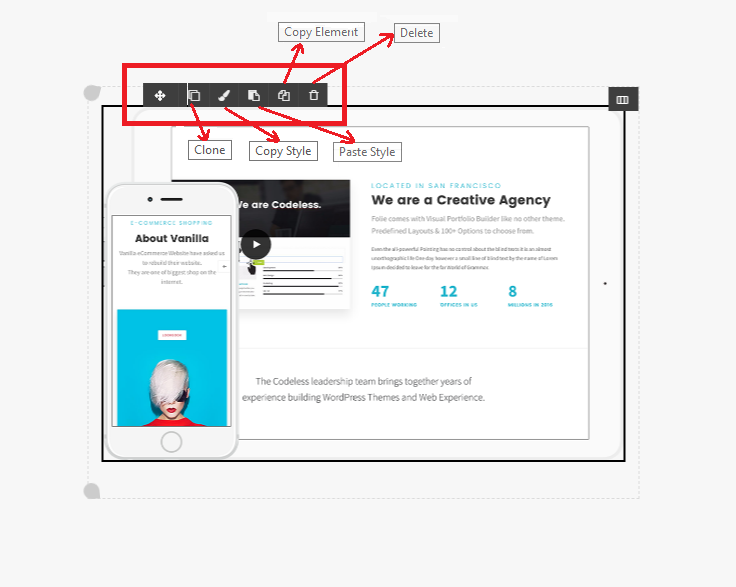 Copy Element
Delete
Clone
Copy Style
Paste Style
We are Codeless.
LOCATED IN SAN FRANCISCO
We are a Creative Agency
Folie comes with Visual Portfolio Builder like no other theme.
Predefined Layouts & 100+ Options to choose from.
Even the all-powerful Pointing has no control about the blind texts it is an almost
unorthographic life One day however a small line of blind text by the name of Lorem
Ipsum decided to leave for the far World of Grammar.
47
12
8
PEOPLE WORKING
OFFICES IN US
MILLIONS IN 2016
E-COMMERCE SHOPPING
About Vanilla
Vanilla eCommerce Website have asked us
to rebuild their website.
They are one of biggest shop on the
internet.
The Codeless leadership team brings together years of
experience building WordPress Themes and Web Experience.